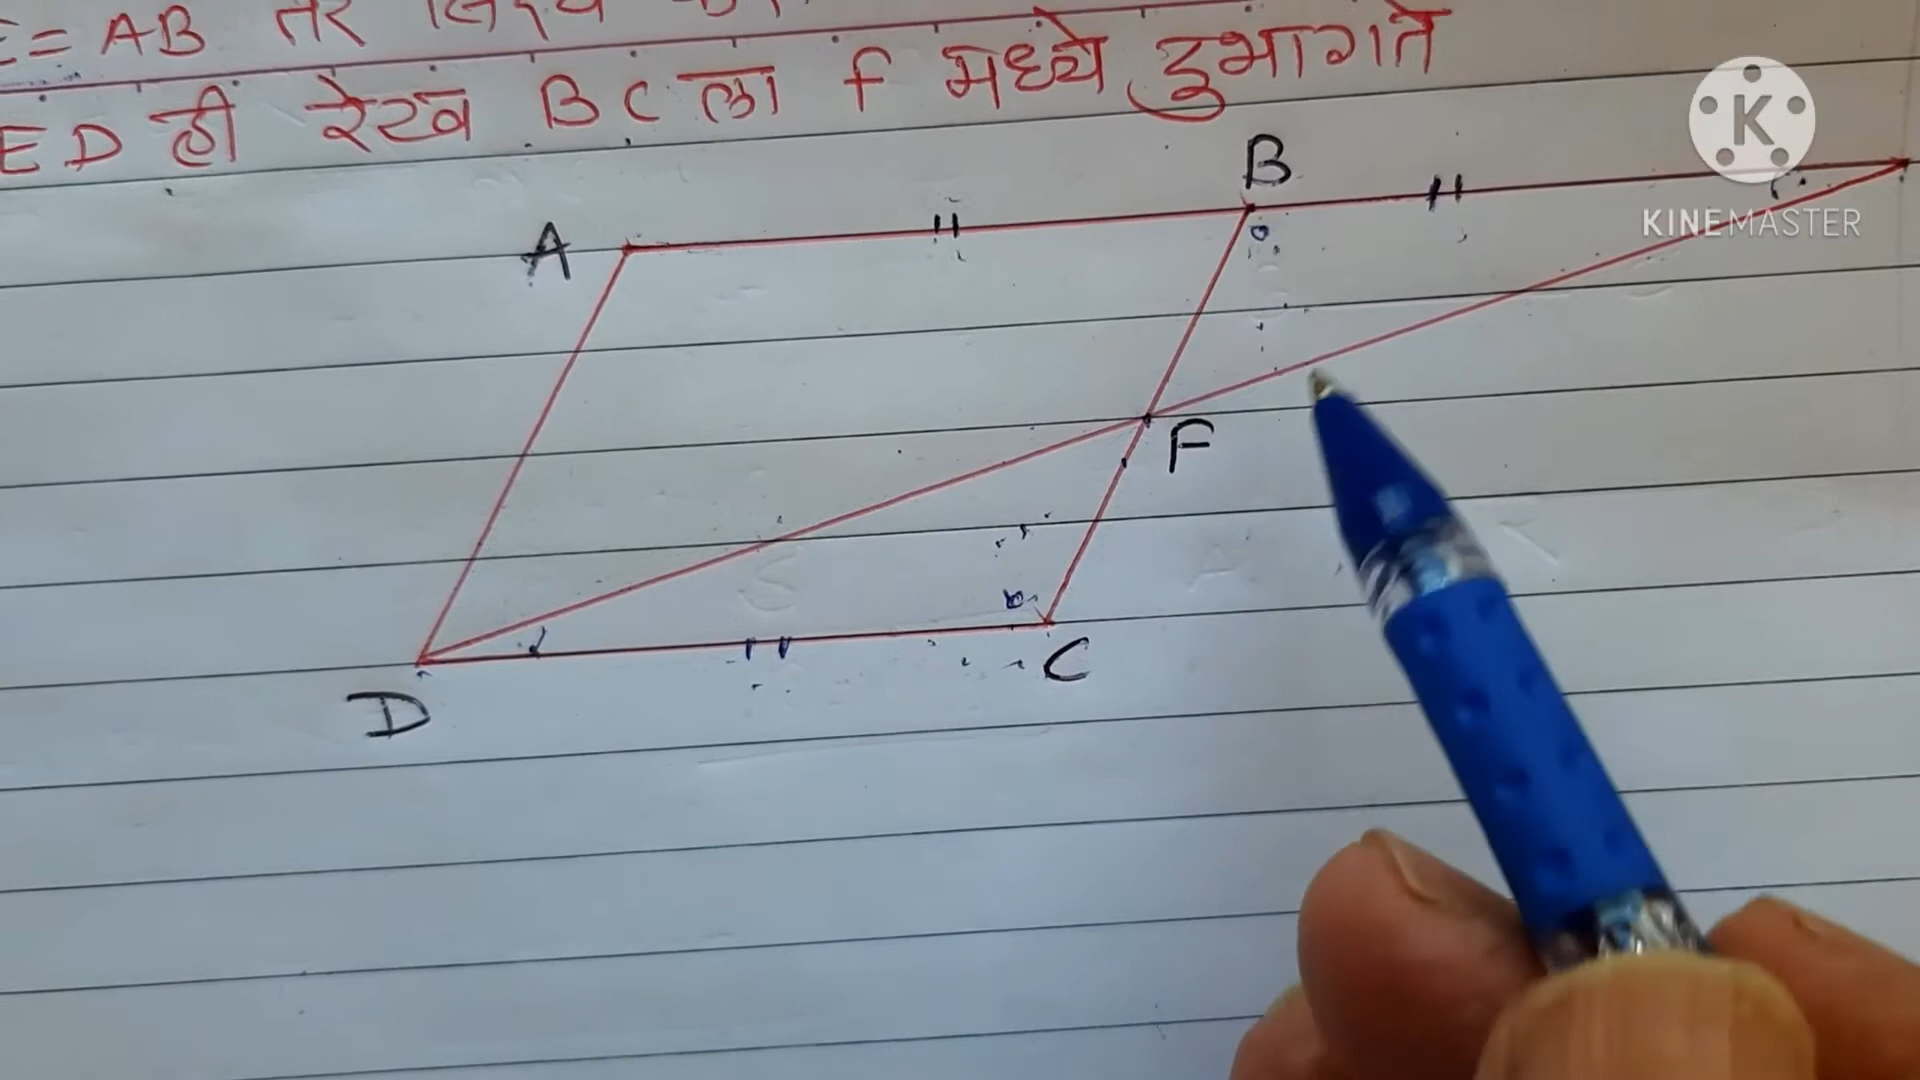 = AB तर
ED ही रेख BC ला F मध्ये दुभागते
A
B
F
D
C
K
KINEMASTER